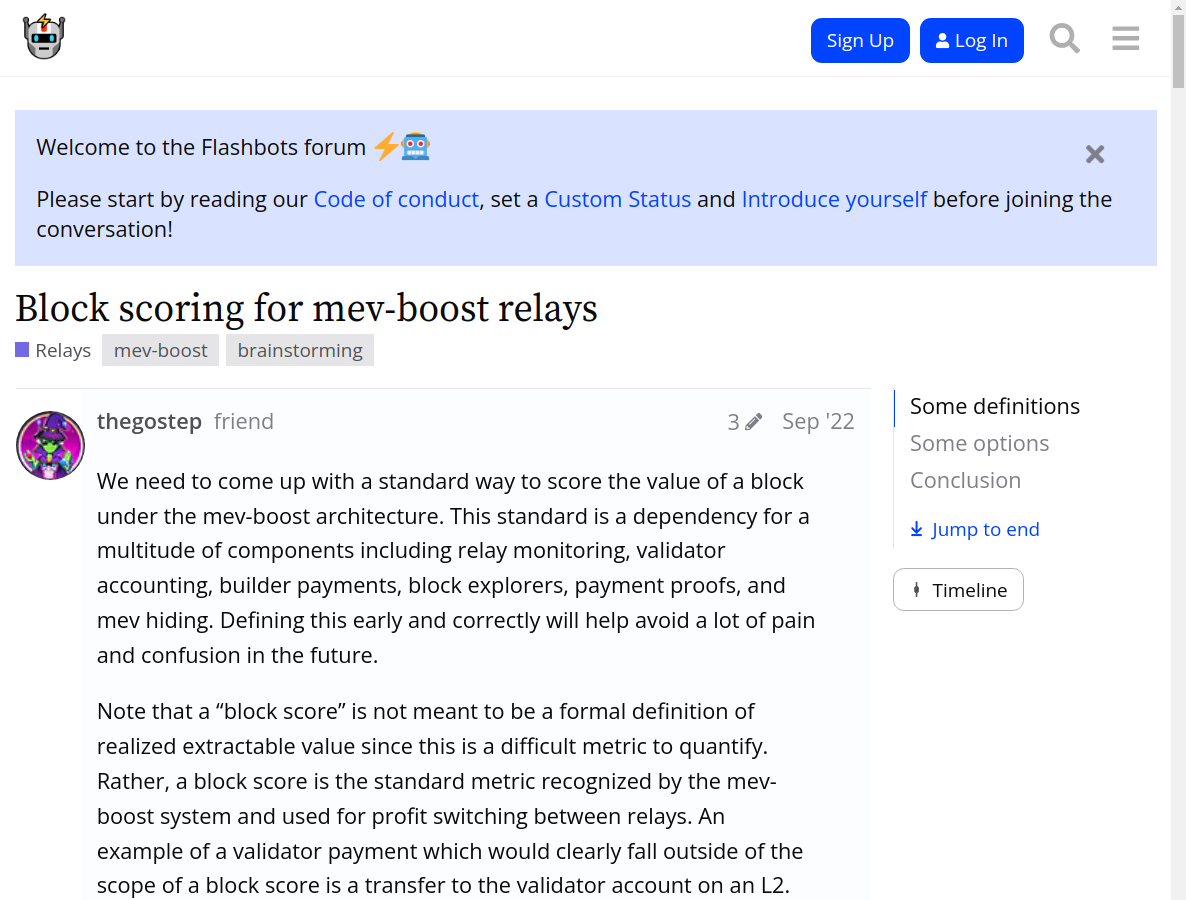 Sign Up
Log In
Welcome to the Flashbots forum
Please start by reading our Code of conduct, set a Custom Status and Introduce yourself before joining the
conversation!
Block scoring for mev-boost relays
Relays mev-boost brainstorming
thegostep friend 3 Sep '22
We need to come up with a standard way to score the value of a block
under the mev-boost architecture. This standard is a dependency for a
multitude of components including relay monitoring, validator
accounting, builder payments, block explorers, payment proofs, and
mev hiding. Defining this early and correctly will help avoid a lot of pain
and confusion in the future.
Note that a “block score” is not meant to be a formal definition of
realized extractable value since this is a difficult metric to quantify.
Rather, a block score is the standard metric recognized by the mev-
boost system and used for profit switching between relays. An
example of a validator payment which would clearly fall outside of the
scope of a block score is a transfer to the validator account on an L2.
Some definitions
Some options
Conclusion
Jump to end
Timeline